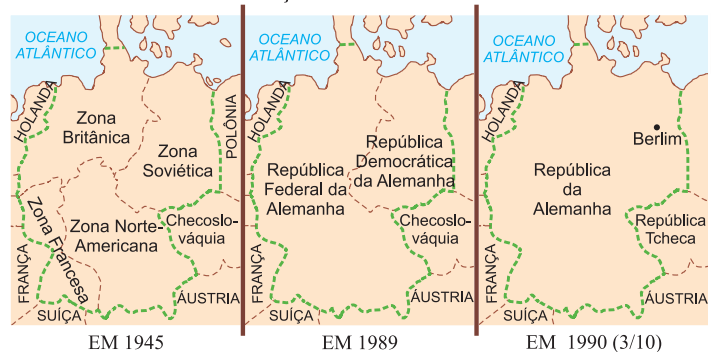 OCEANO
ATLÂNTICO
HOLANDA
POLÔNIA
Zona
Britânica
Zona
Soviética
Zona Francesa
Zona Norte-
Americana
Checoslo-
váquia
FRANÇA
SUÍÇA
ÁUSTRIA
EM 1945
OCEANO
ATLÂNTICO
HOLANDA
República
Democrática
da Alemanha
República
Federal da
Alemanha
Checoslo-
váquia
FRANÇA
SUÍÇA
ÁUSTRIA
EM 1989
OCEANO
ATLÂNTICO
HOLANDA
Berlim
República
da
Alemanha
República
Tcheca
FRANÇA
SUÍÇA
ÁUSTRIA
EM 1990 (3/10)